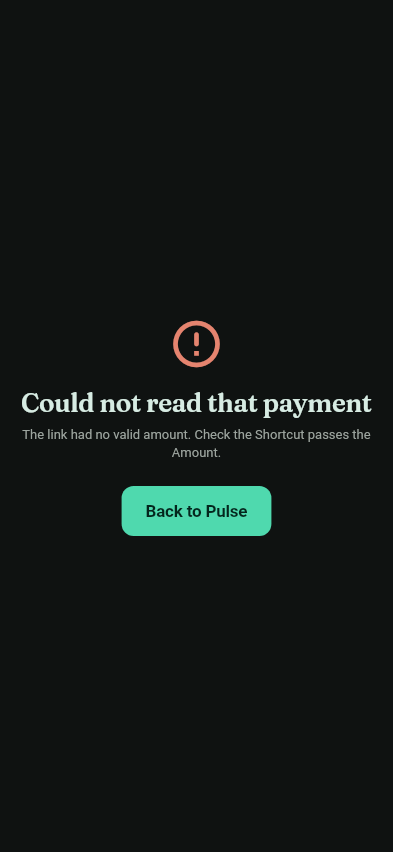 Could not read that payment
The link had no valid amount. Check the Shortcut passes the
Amount.
Back to Pulse